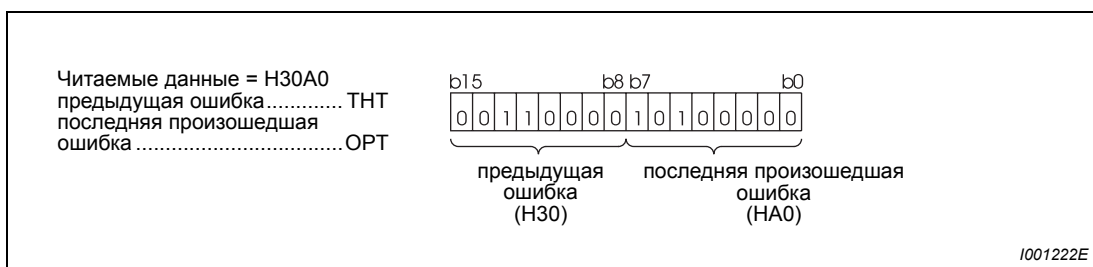 Читаемые данные = H30A0
предыдущая ошибка............. THT
последняя произошедшая
ошибка...................................OPT
b15 b8 b7 b0
0 0 1 1 0 0 0 0 1 0 1 0 0 0 0 0
предыдущая
ошибка
(H30)
последняя произошедшая
ошибка
(HA0)
I001222E